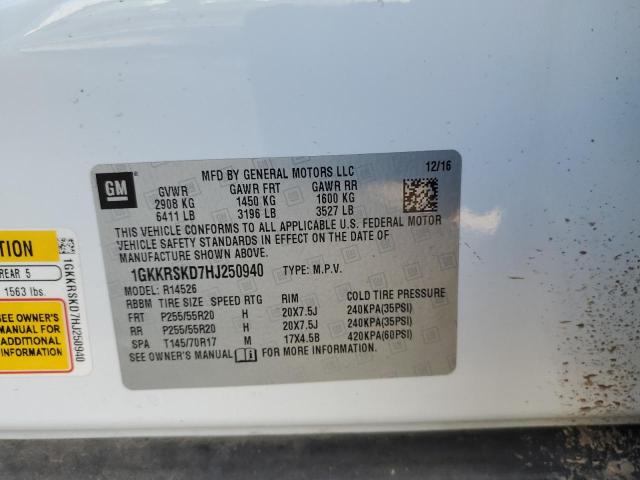 GM
MFD BY GENERAL MOTORS LLC
12/16
GVWR GAWR FRT GAWR RR
2908 KG 1450 KG 1600 KG
6411 LB 3196 LB 3527 LB
THIS VEHICLE CONFORMS TO ALL APPLICABLE U.S. FEDERAL MOTOR
VEHICLE SAFETY STANDARDS IN EFFECT ON THE DATE OF
MANUFACTURE SHOWN ABOVE.
1GKKRSKD7HJ250940 TYPE: M.P.V.
MODEL: R14526
RBBM TIRE SIZE SPEED RTG RIM COLD TIRE PRESSURE
FRT P255/55R20 H 20X7.5J 240KPA(35PSI)
RR P255/55R20 H 20X7.5J 240KPA(35PSI)
SPA T145/70R17 M 17X4.5B 420KPA(60PSI)
SEE OWNER'S MANUAL FOR MORE INFORMATION.
TION
REAR 5
1563 lbs.
SEE OWNER'S
MANUAL FOR
ADDITIONAL
1GKKRSKD7HJ250940